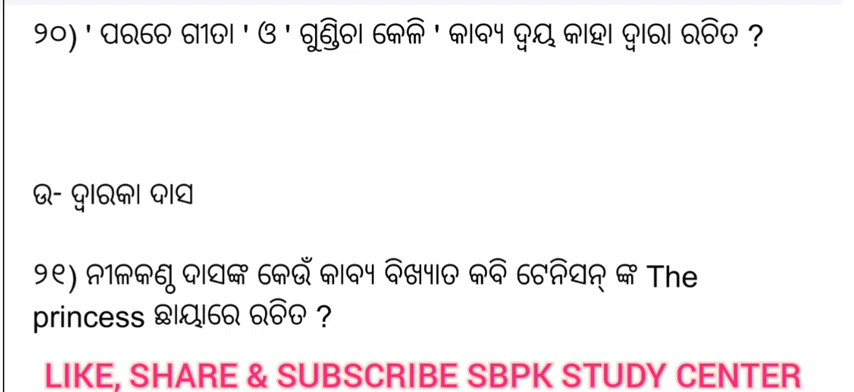 ୨୦) ' ପରଚେ ଗୀତା ' ଓ ' ଗୁଣ୍ଡିଚା କେଳି ' କାବ୍ୟ ଦ୍ୱୟ କାହା ଦ୍ୱାରା ରଚିତ ?
ଉ- ଦ୍ୱାରକା ଦାସ
୨୧) ନୀଳକଣ୍ଠ ଦାସଙ୍କ କେଉଁ କାବ୍ୟ ବିଖ୍ୟାତ କବି ଟେନିସନ୍ ଙ୍କ The
princess ଛାୟାରେ ରଚିତ ?
LIKE, SHARE & SUBSCRIBE SBPK STUDY CENTER